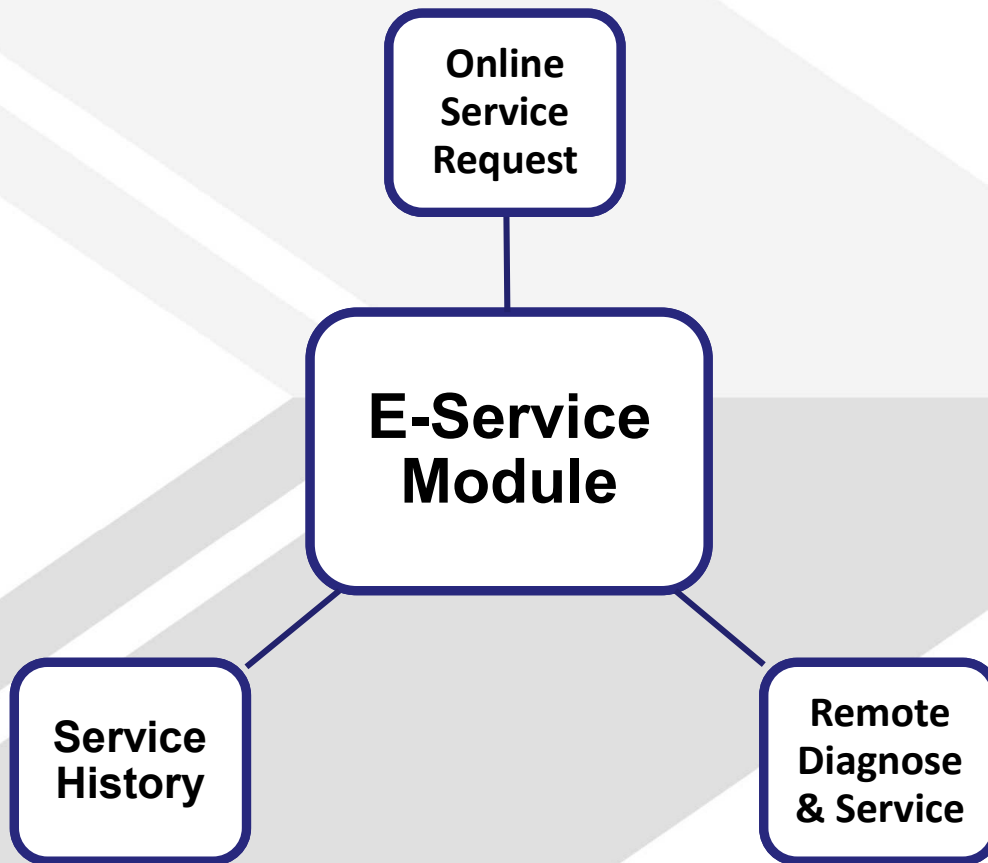 Online
Service
Request
E-Service
Module
Service
History
Remote
Diagnose
& Service